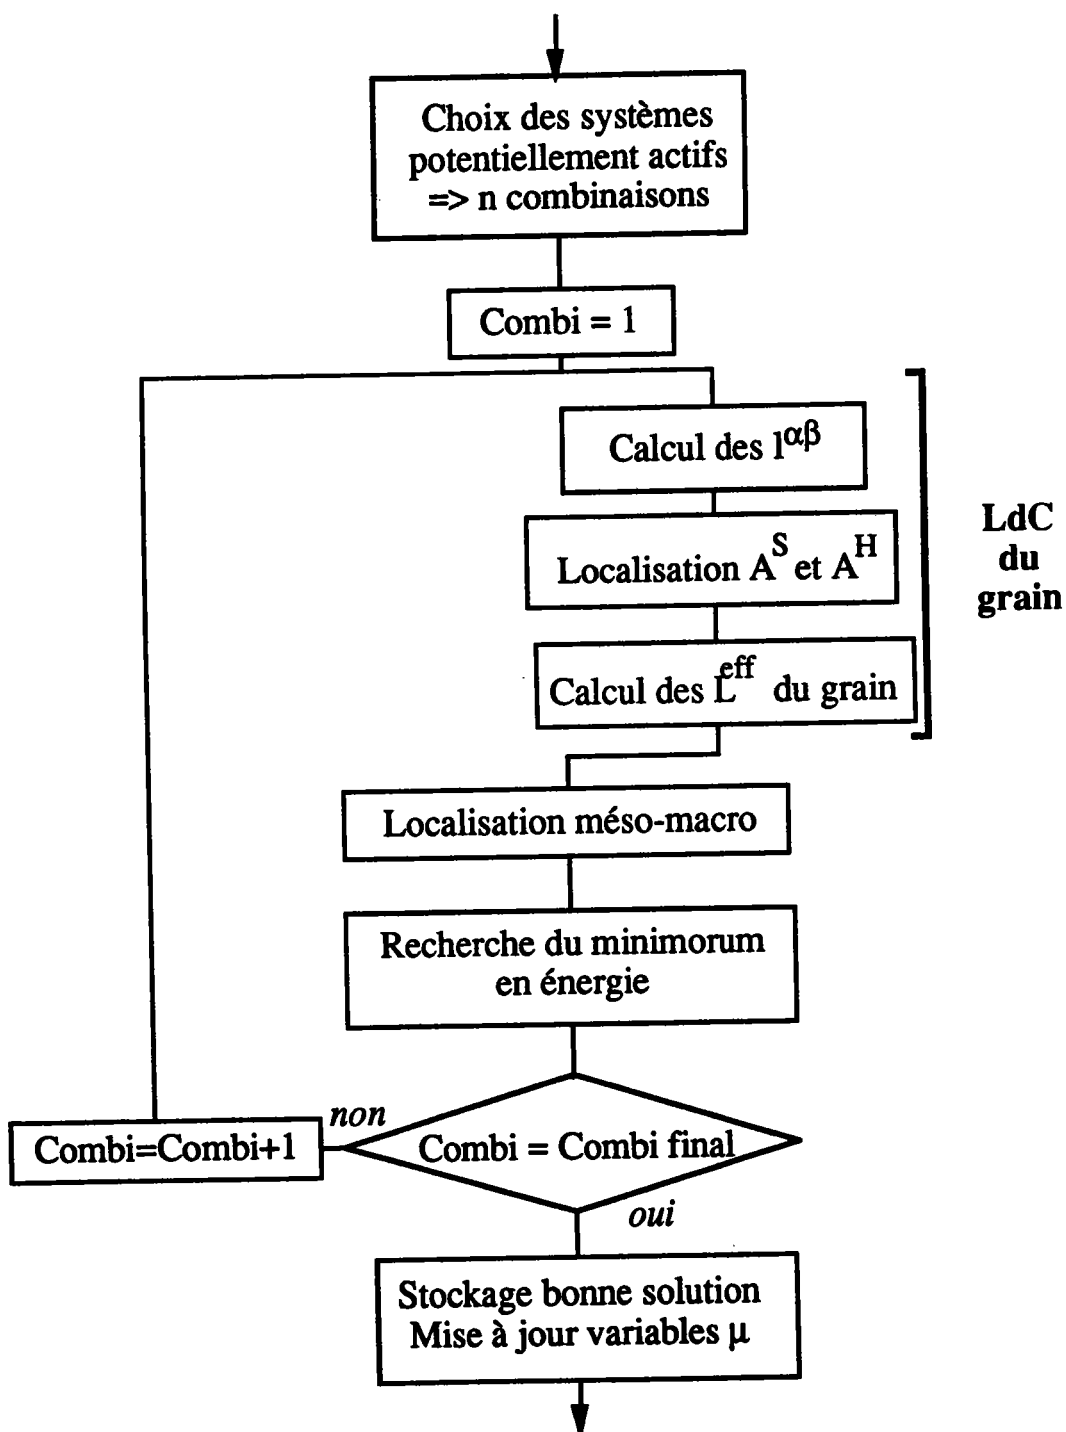 Choix des systèmes
potentiellement actifs
=> n combinaisons
Combi = 1
Calcul des l^αβ
Localisation A^S et A^H
Calcul des L^eff du grain
LdC
du
grain
Localisation méso-macro
Recherche du minimorum
en énergie
non
Combi=Combi+1
Combi = Combi final
oui
Stockage bonne solution
Mise à jour variables µ